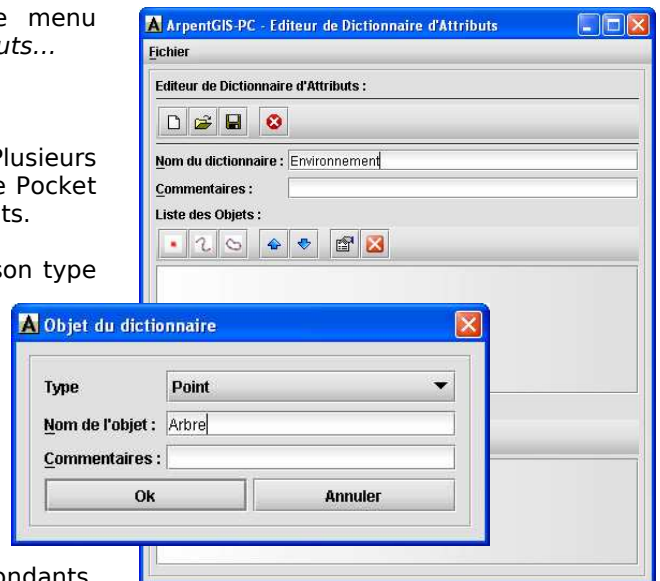 e menu
ArpentGIS-PC - Editeur de Dictionnaire d'Attributs
uts...
Fichier
Editeur de Dictionnaire d'Attributs :
Plusieurs
Nom du dictionnaire : Environnement
e Pocket
Commentaires :
ts.
Liste des Objets :
son type
Objet du dictionnaire
Type Point
Nom de l'objet : Arbre
Commentaires :
Ok Annuler
ondants